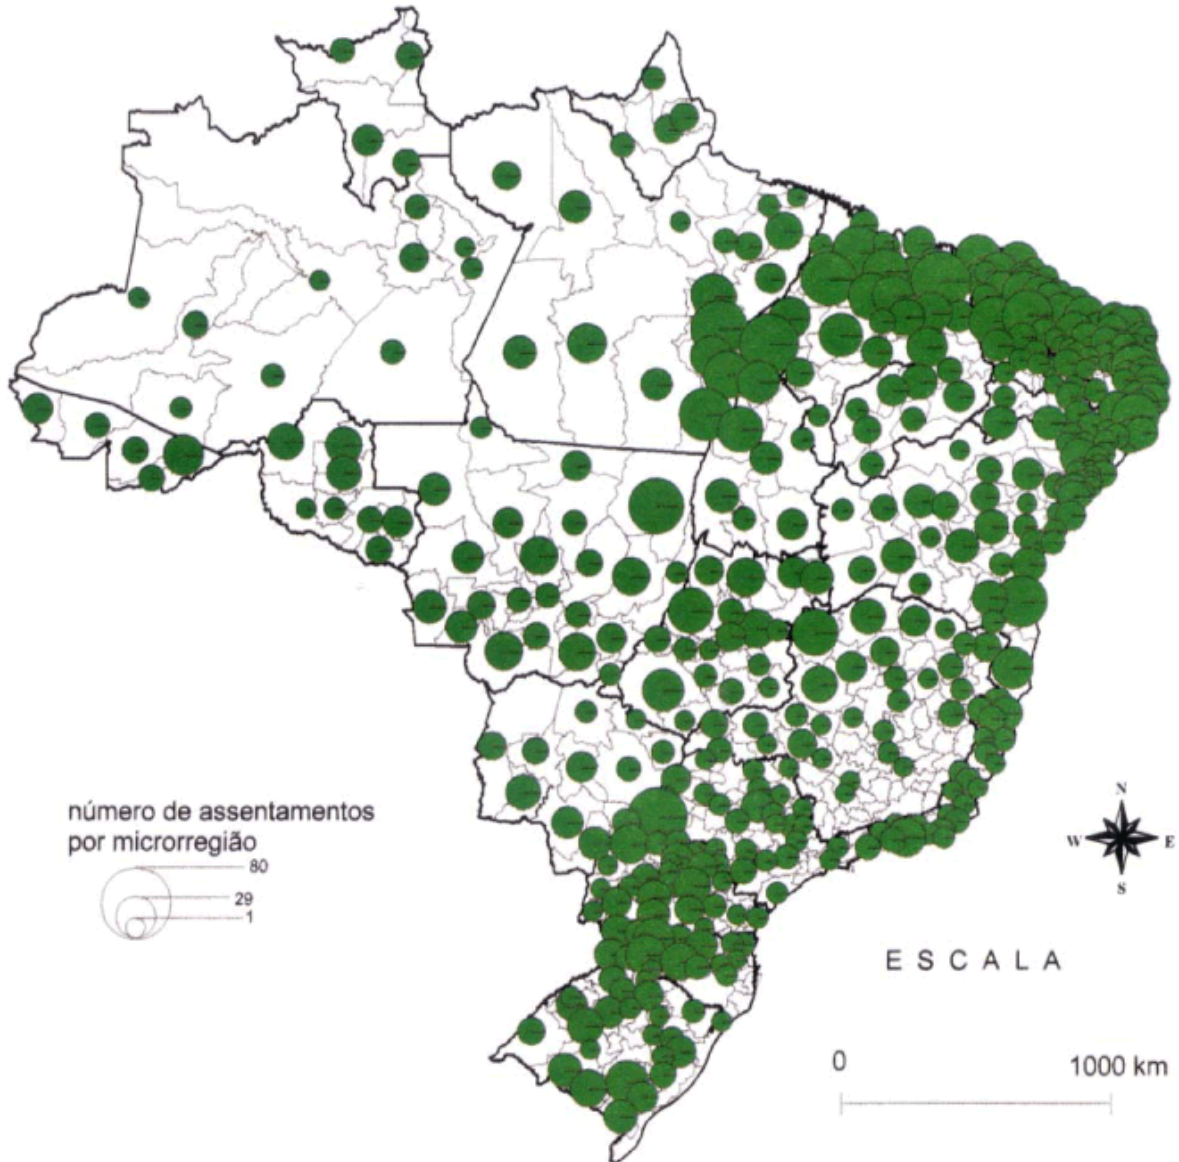 número de assentamentos
por microrregião
80
29
1
N
W E
S
ESCALA
0 1000 km